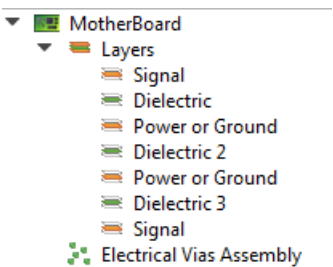 MotherBoard
Layers
Signal
Dielectric
Power or Ground
Dielectric 2
Power or Ground
Dielectric 3
Signal
Electrical Vias Assembly